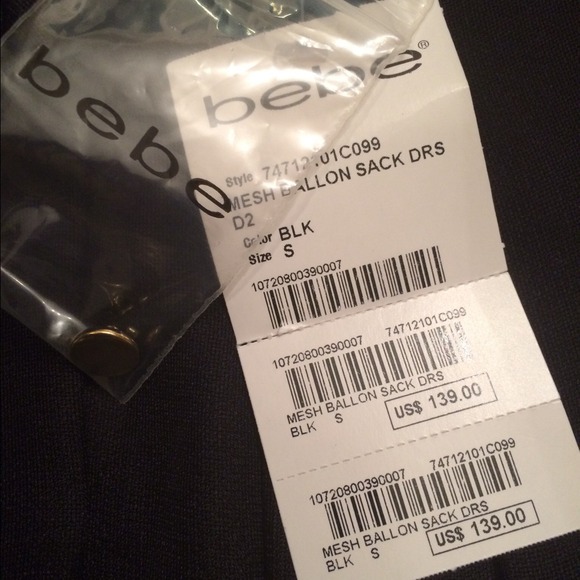 bebe
bebe®
Style 74712101C099
MESH BALLON SACK DRS
D2
Color BLK
Size S
10720800390007
10720800390007 74712101C099
MESH BALLON SACK DRS
BLK S
US$ 139.00
10720800390007 74712101C099
MESH BALLON SACK DRS
BLK S
US$ 139.00